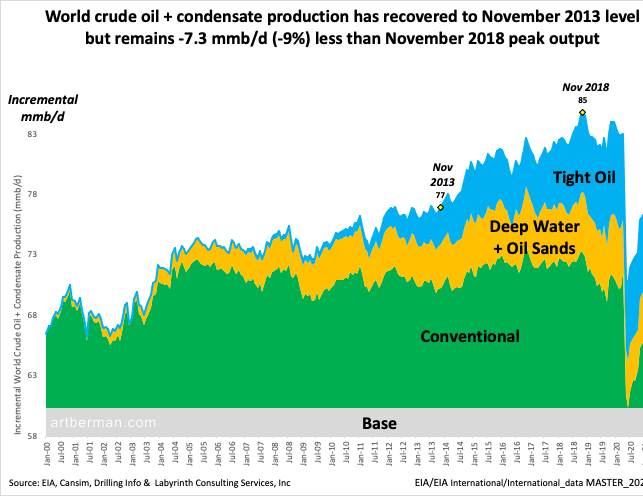 World crude oil + condensate production has recovered to November 2013 level
but remains -7.3 mmb/d (-9%) less than November 2018 peak output
Incremental
mmb/d
Nov 2018
85
Nov
2013
77
Tight Oil
Deep Water
+ Oil Sands
Conventional
Base
artberman.com
Incremental World Crude Oil + Condensate Production (mmb/d)
83
78
73
68
63
58
Jan-00
Jul-00
Jan-01
Jul-01
Jan-02
Jul-02
Jan-03
Jul-03
Jan-04
Jul-04
Jan-05
Jul-05
Jan-06
Jul-06
Jan-07
Jul-07
Jan-08
Jul-08
Jan-09
Jul-09
Jan-10
Jul-10
Jan-11
Jul-11
Jan-12
Jul-12
Jan-13
Jul-13
Jan-14
Jul-14
Jan-15
Jul-15
Jan-16
Jul-16
Jan-17
Jul-17
Jan-18
Jul-18
Jan-19
Jul-19
Jan-20
Jul-20
Source: EIA, Cansim, Drilling Info & Labyrinth Consulting Services, Inc
EIA/EIA International/International_data MASTER_20